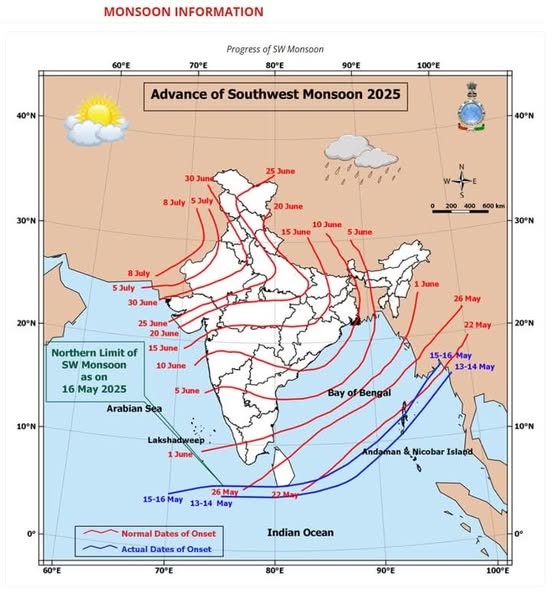 MONSOON INFORMATION
Progress of SW Monsoon
60°E 70°E 80°E 90°E 100°E
Advance of Southwest Monsoon 2025
40°N 40°N
N
W E
S
0 200 400 600 km
25 June
30 June
8 July 5 July
20 June
30°N 30°N
10 June
15 June 5 June
8 July
5 July
1 June
30 June
26 May
20°N 20°N
25 June
22 May
20 June
15 June
Northern Limit of
SW Monsoon
as on
16 May 2025
15-16 May
10 June
13-14 May
5 June
Bay of Bengal
Arabian Sea
10°N 10°N
Lakshadweep
1 June
Andaman & Nicobar Island
15-16 May
26 May
22 May
13-14 May
0° 0°
Normal Dates of Onset
Actual Dates of Onset
Indian Ocean
60°E 70°E 80°E 90°E 100°E